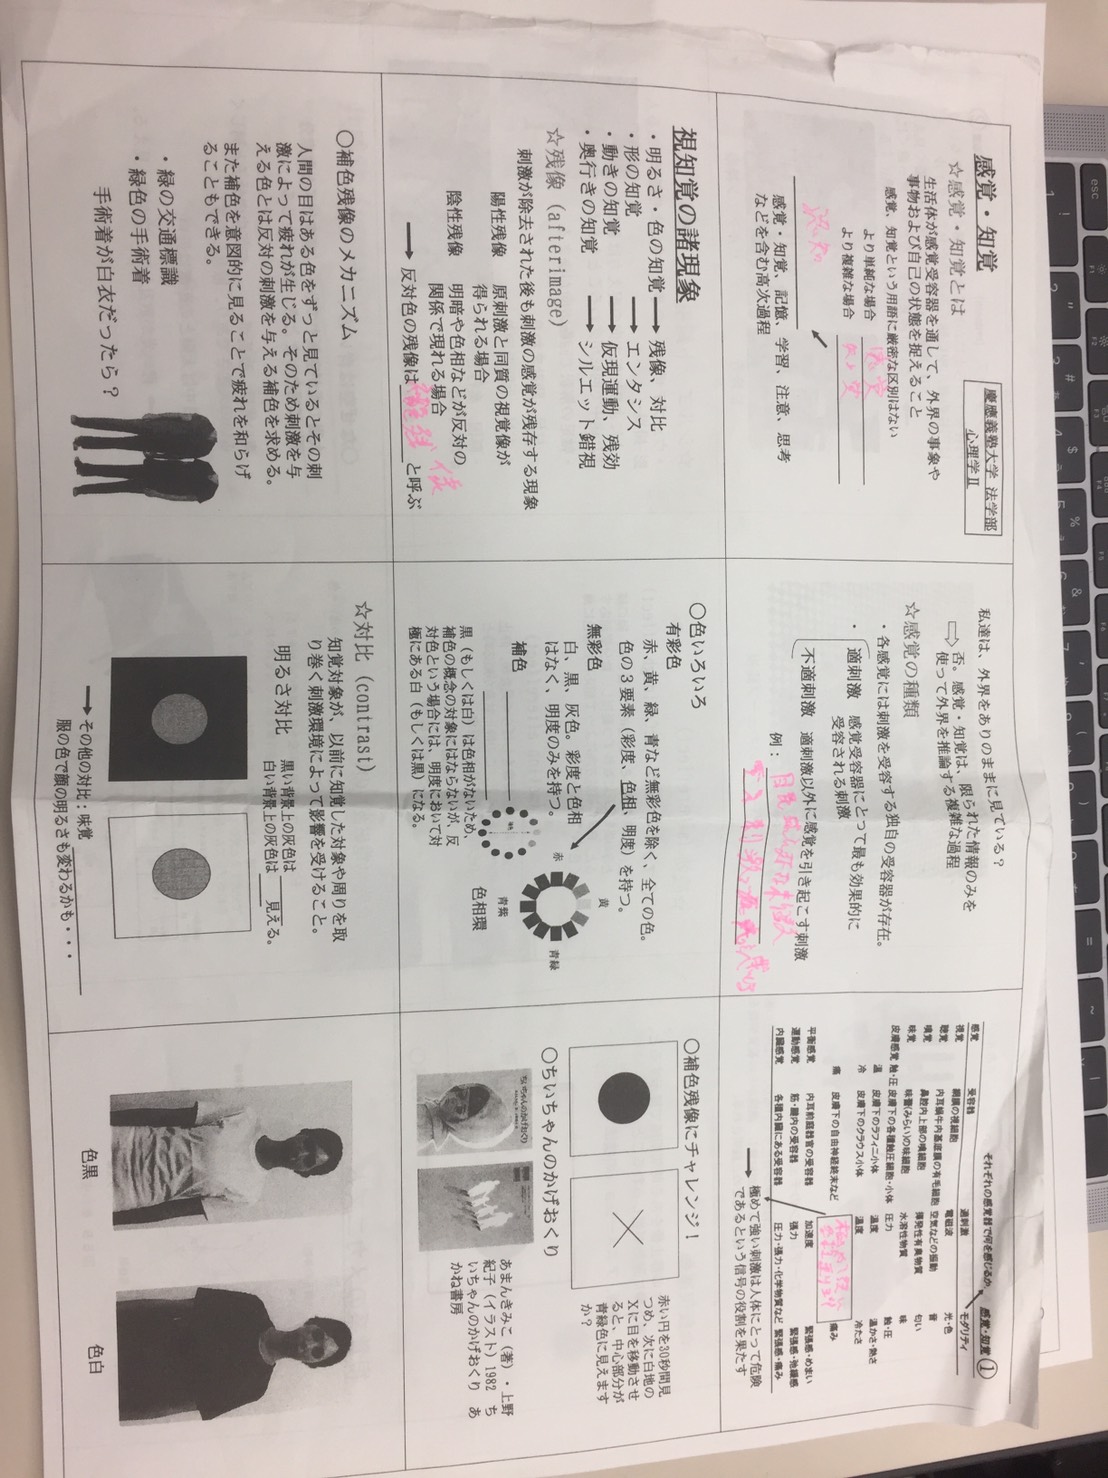 感覚・知覚
慶應義塾大学 法学部
心理学Ⅱ
☆感覚・知覚とは
生活体が感覚受容器を通して、外界の事象や
事物および自己の状態を捉えること
感覚、知覚という用語に厳密な区別はない
より単純な場合 感覚
より複雑な場合 知覚
認知
感覚・知覚、記憶、学習、注意、思考
などを含む高次過程
私達は、外界をありのままに見ている?
⇨否。感覚・知覚は、限られた情報のみを
使って外界を推論する複雑な過程
☆感覚の種類
・各感覚には刺激を受容する独自の受容器が存在。
・ 適刺激 感覚受容器にとって最も効果的に
受容される刺激
不適刺激 適刺激以外に感覚を引き起こす刺激
例:
感覚・知覚①
それぞれの感覚器で何を感じるか
感覚 受容器 適刺激 モダリティ
視覚 網膜の視細胞 電磁波 光・色
聴覚 内耳蝸牛内基底膜の有毛細胞 空気などの振動 音
嗅覚 鼻腔内上部の嗅細胞 揮発性有臭物質 匂い
味覚 味蕾(みらい)の味細胞 水溶性物質 味
皮膚感覚 触・圧 皮膚下の各種触圧細胞・小体 圧力 触・圧
温 皮膚下のラフィニ小体 温度 温かさ・熱さ
冷 皮膚下のクラウス小体 温度 冷たさ
痛 皮膚下の自由神経終末など 痛み
平衡感覚 内耳前庭器官の受容器 加速度 緊張感・めまい
運動感覚 筋・腱内の受容器 張力 緊張感・弛緩感
内臓感覚 各種内臓にある受容器 圧力・張力・化学物質など 緊張感・痛み
→ 極めて強い刺激は人体にとって危険
であるという信号の役割を果たす
視知覚の諸現象
・明るさ・色の知覚→残像、対比
・形の知覚 →エンタシス
・動きの知覚 →仮現運動、残効
・奥行きの知覚 →シルエット錯視
☆残像 (afterimage)
刺激が除去された後も刺激の感覚が残存する現象
陽性残像 原刺激と同質の視覚像が
得られる場合
陰性残像 明暗や色相などが反対の
関係で現れる場合
→ 反対色の残像は補色残像と呼ぶ
〇色いろいろ
有彩色
赤、黄、緑、青など無彩色を除く、全ての色。
色の3要素 (彩度、色相、明度) を持つ。
無彩色
白、黒、灰色。彩度と色相
はなく、明度のみを持つ。
補色
赤
黄
青緑
青紫
色相環
黒 (もしくは白) は色相がないため、
補色の概念の対象にはならないが、反
対色という場合には、明度において対
極にある白 (もしくは黒) になる。
〇補色残像にチャレンジ!
赤い円を30秒間見
つめ、次に白地の
Xに目を移動させ
ると、中心部分が
青緑色に見えます
か?
〇ちいちゃんのかげおくり
ちいちゃんのかげおくり
あまんきみこ (著)・上野
紀子 (イラスト) 1982 ち
いちゃんのかげおくり あ
かね書房
〇補色残像のメカニズム
人間の目はある色をずっと見ているとその刺
激によって疲れが生じる。そのため刺激を与
える色とは反対の刺激を与える補色を求める。
また補色を意図的に見ることで疲れを和らげ
ることもできる。
・緑の交通標識
・緑色の手術着
手術着が白衣だったら?
☆対比 (contrast)
知覚対象が、以前に知覚した対象や周りを取
り巻く刺激環境によって影響を受けること。
明るさ対比 黒い背景上の灰色は
白い背景上の灰色は 見える。
→ その他の対比:味覚
服の色で顔の明るさも変わるかも・・・
色黒
色白